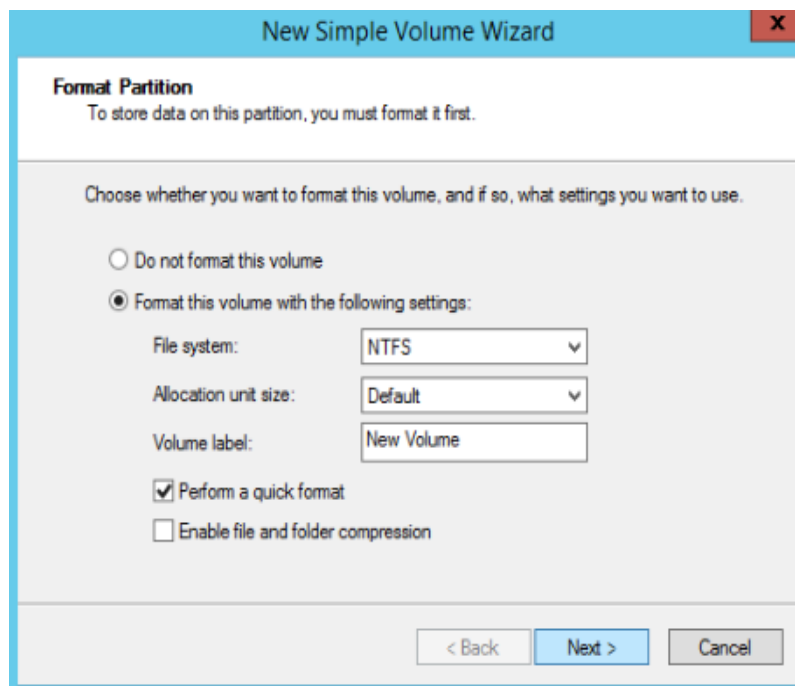 New Simple Volume Wizard
x
Format Partition
To store data on this partition, you must format it first.
Choose whether you want to format this volume, and if so, what settings you want to use.
Do not format this volume
Format this volume with the following settings:
File system: NTFS
Allocation unit size: Default
Volume label: New Volume
Perform a quick format
Enable file and folder compression
< Back Next > Cancel